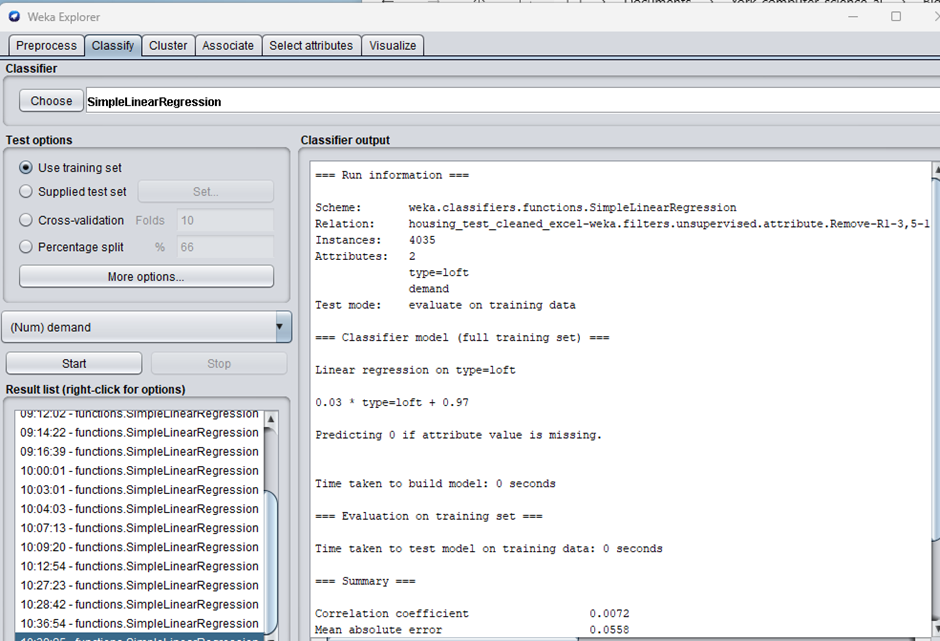 Weka Explorer
Preprocess Classify Cluster Associate Select attributes Visualize
Classifier
Choose SimpleLinearRegression
Test options
Use training set
Supplied test set Set...
Cross-validation Folds 10
Percentage split % 66
More options...
(Num) demand
Start Stop
Result list (right-click for options)
09:12:02 - functions.SimpleLinearRegression
09:14:22 - functions.SimpleLinearRegression
09:16:39 - functions.SimpleLinearRegression
10:00:01 - functions.SimpleLinearRegression
10:03:01 - functions.SimpleLinearRegression
10:04:03 - functions.SimpleLinearRegression
10:07:13 - functions.SimpleLinearRegression
10:09:20 - functions.SimpleLinearRegression
10:12:54 - functions.SimpleLinearRegression
10:27:23 - functions.SimpleLinearRegression
10:28:42 - functions.SimpleLinearRegression
10:36:54 - functions.SimpleLinearRegression
Classifier output
=== Run information ===
Scheme: weka.classifiers.functions.SimpleLinearRegression
Relation: housing_test_cleaned_excel-weka.filters.unsupervised.attribute.Remove-R1-3,5-1
Instances: 4035
Attributes: 2
type=loft
demand
Test mode: evaluate on training data
=== Classifier model (full training set) ===
Linear regression on type=loft
0.03 * type=loft + 0.97
Predicting 0 if attribute value is missing.
Time taken to build model: 0 seconds
=== Evaluation on training set ===
Time taken to test model on training data: 0 seconds
=== Summary ===
Correlation coefficient 0.0072
Mean absolute error 0.0558